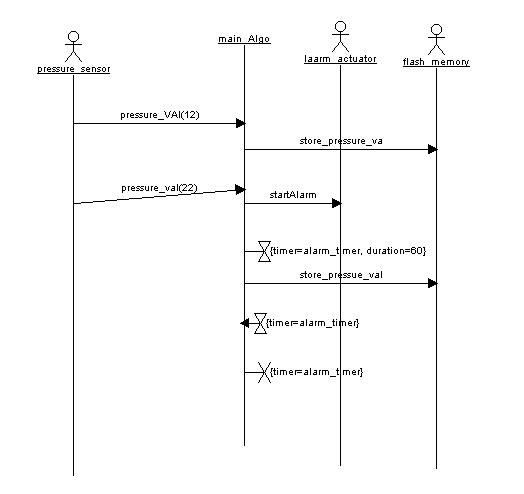 main_Algo
laarm_actuator
flash_memory
pressure_sensor
pressure_VAl(12)
store_pressure_va
pressure_val(22)
startAlarm
{timer=alarm_timer, duration=60}
store_pressue_val
{timer=alarm_timer}
{timer=alarm_timer}